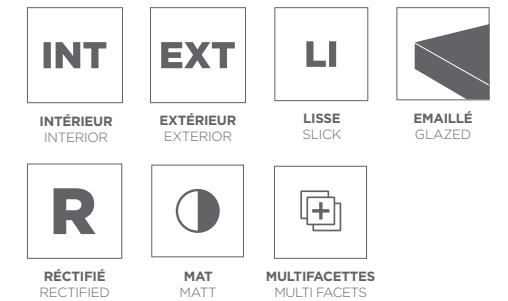 INT EXT LI
INTÉRIEUR EXTÉRIEUR LISSE EMAILLÉ
INTERIOR EXTERIOR SLICK GLAZED
R
RÉCTIFIÉ MAT MULTIFACETTES
RECTIFIED MATT MULTI FACETS